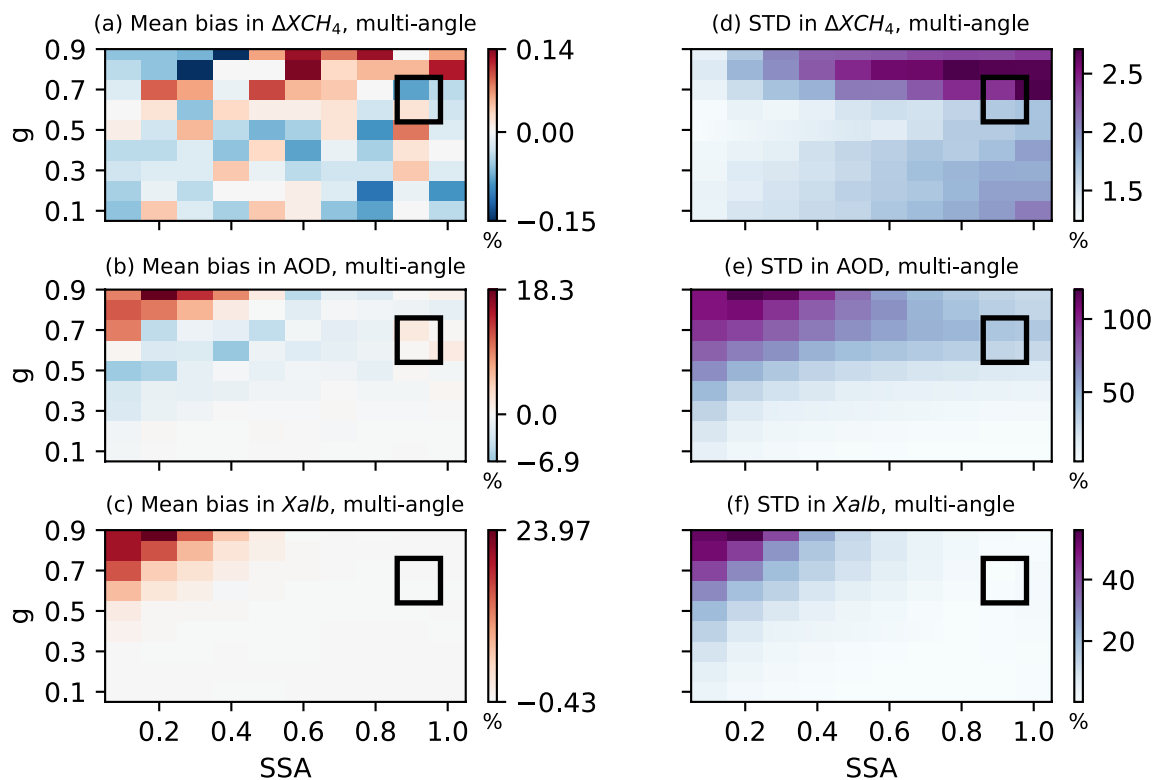 (a) Mean bias in ΔXCH₄, multi-angle
0.9
0.7
0.5
0.3
0.1
g
0.14
0.00
−0.15
%
(d) STD in ΔXCH₄, multi-angle
2.5
2.0
1.5
%
(b) Mean bias in AOD, multi-angle
0.9
0.7
0.5
0.3
0.1
g
18.3
0.0
−6.9
%
(e) STD in AOD, multi-angle
100
50
%
(c) Mean bias in Xalb, multi-angle
0.9
0.7
0.5
0.3
0.1
g
0.2 0.4 0.6 0.8 1.0
SSA
23.97
−0.43
%
(f) STD in Xalb, multi-angle
0.2 0.4 0.6 0.8 1.0
SSA
40
20
%